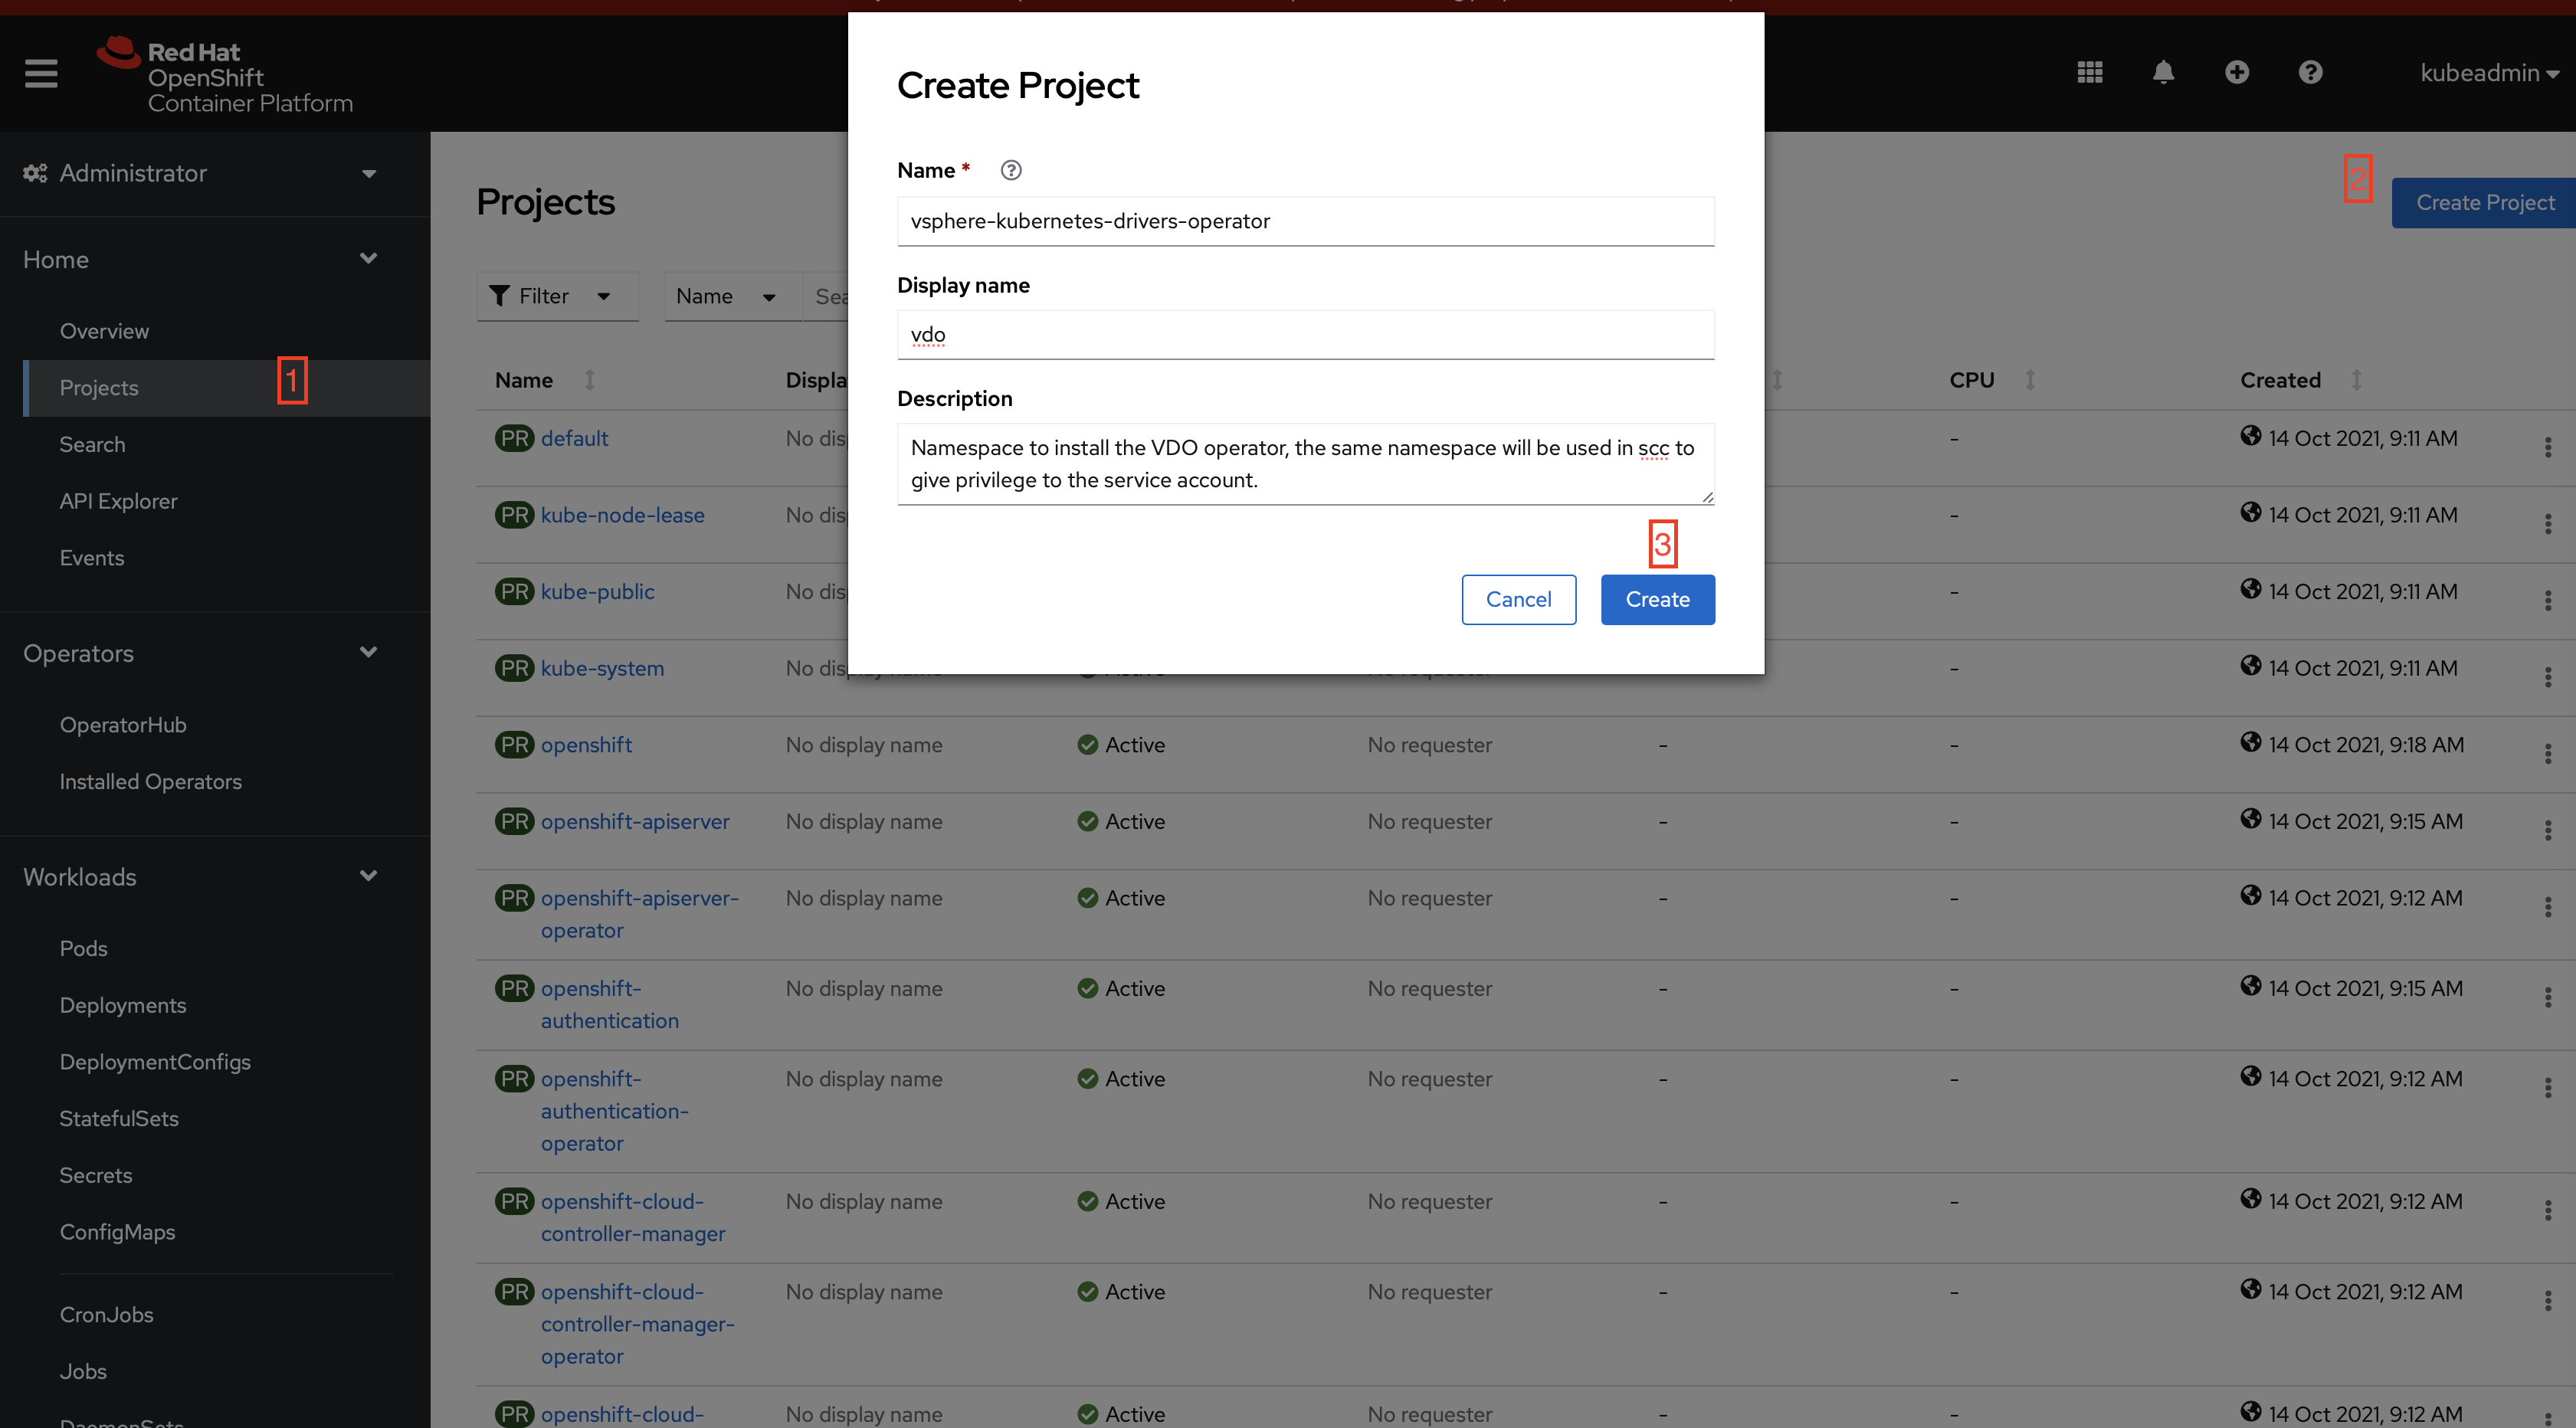 Red Hat
OpenShift
Container Platform
kubeadmin
Administrator
Home
Overview
Projects
1
Search
API Explorer
Events
Operators
OperatorHub
Installed Operators
Workloads
Pods
Deployments
DeploymentConfigs
StatefulSets
Secrets
ConfigMaps
CronJobs
Jobs
DaemonSets
Projects
2
Create Project
Filter
Name
Sea
Create Project
Name *
vsphere-kubernetes-drivers-operator
Display name
vdo
Description
Namespace to install the VDO operator, the same namespace will be used in scc to
give privilege to the service account.
3
Cancel
Create
Name Displa CPU Created
PR default No dis - 14 Oct 2021, 9:11 AM
PR kube-node-lease No dis - 14 Oct 2021, 9:11 AM
PR kube-public No dis - 14 Oct 2021, 9:11 AM
PR kube-system No display name Active No requester - 14 Oct 2021, 9:11 AM
PR openshift No display name Active No requester - - 14 Oct 2021, 9:18 AM
PR openshift-apiserver No display name Active No requester - - 14 Oct 2021, 9:15 AM
PR openshift-apiserver- No display name Active No requester - - 14 Oct 2021, 9:12 AM
operator
PR openshift- No display name Active No requester - - 14 Oct 2021, 9:15 AM
authentication
PR openshift- No display name Active No requester - - 14 Oct 2021, 9:12 AM
authentication-
operator
PR openshift-cloud- No display name Active No requester - - 14 Oct 2021, 9:12 AM
controller-manager
PR openshift-cloud- No display name Active No requester - - 14 Oct 2021, 9:12 AM
controller-manager-
operator
PR openshift-cloud- No display name Active No requester - - 14 Oct 2021, 9:12 AM